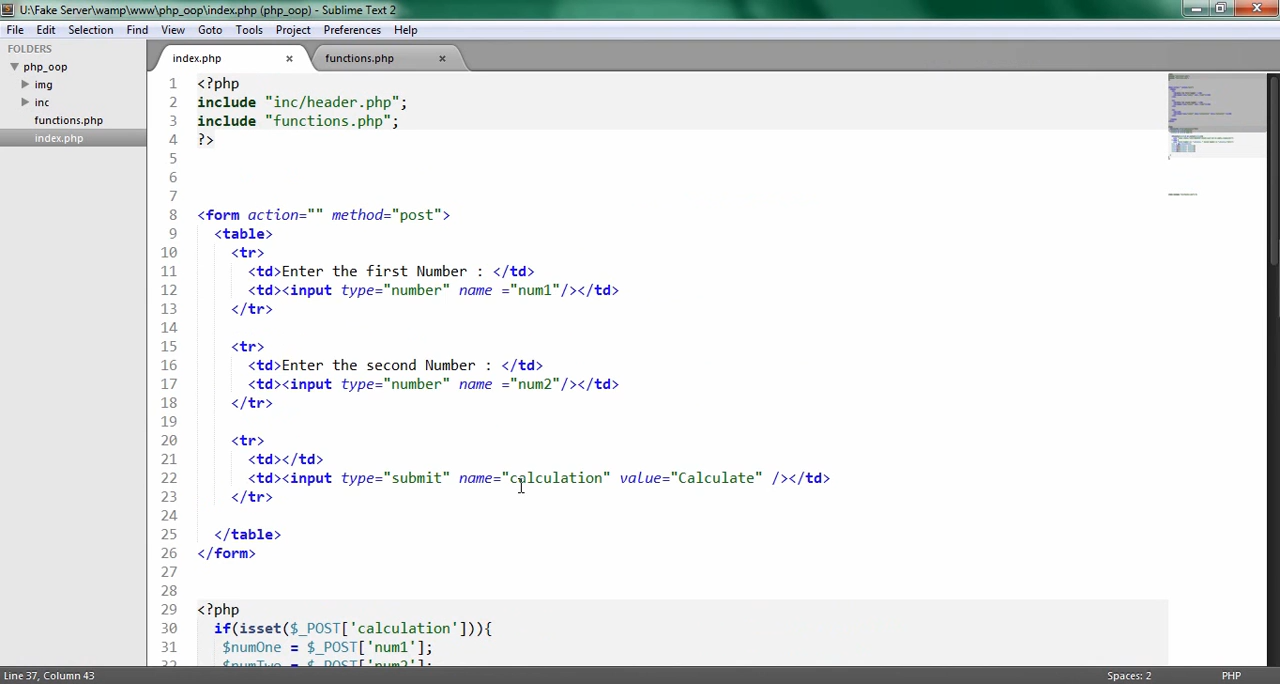 U:\Fake Server\wamp\www\php_oop\index.php (php_oop) - Sublime Text 2
File Edit Selection Find View Goto Tools Project Preferences Help
FOLDERS
php_oop
img
inc
functions.php
index.php
index.php × functions.php ×
1 <?php
2 include "inc/header.php";
3 include "functions.php";
4 ?>
5
6
7
8 <form action="" method="post">
9 <table>
10 <tr>
11 <td>Enter the first Number : </td>
12 <td><input type="number" name ="num1"/></td>
13 </tr>
14
15 <tr>
16 <td>Enter the second Number : </td>
17 <td><input type="number" name ="num2"/></td>
18 </tr>
19
20 <tr>
21 <td></td>
22 <td><input type="submit" name="calculation" value="Calculate" /></td>
23 </tr>
24
25 </table>
26 </form>
27
28
29 <?php
30 if(isset($_POST['calculation'])){
31 $numOne = $_POST['num1'];
32 $numTwo = $_POST['num2'];
Line 37, Column 43 Spaces: 2 PHP